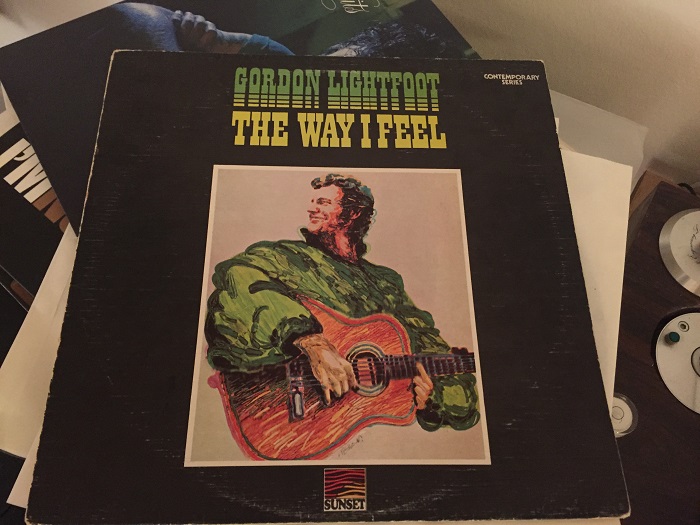 GORDON LIGHTFOOT
THE WAY I FEEL
CONTEMPORARY
SERIES
SUNSET